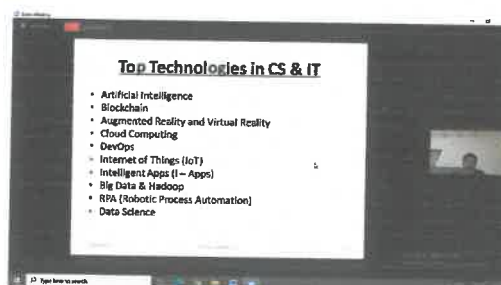 Top Technologies in CS & IT
• Artificial Intelligence
• Blockchain
• Augmented Reality and Virtual Reality
• Cloud Computing
• DevOps
• Internet of Things (IoT)
• Intelligent Apps (I – Apps)
• Big Data & Hadoop
• RPA (Robotic Process Automation)
• Data Science
Type here to search